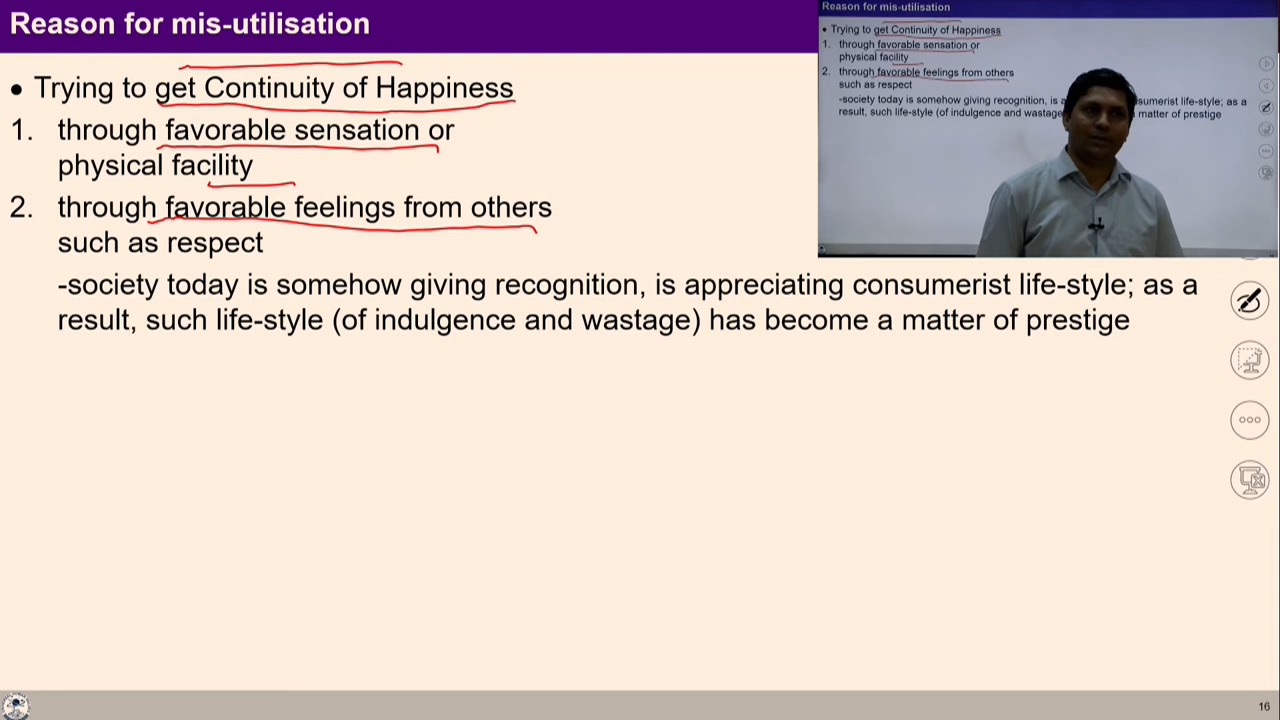 Reason for mis-utilisation
• Trying to get Continuity of Happiness
1. through favorable sensation or
physical facility
2. through favorable feelings from others
such as respect
-society today is somehow giving recognition, is appreciating consumerist life-style; as a
result, such life-style (of indulgence and wastage) has become a matter of prestige
Reason for mis-utilisation
• Trying to get Continuity of Happiness
1. through favorable sensation or
physical facility
2. through favorable feelings from others
such as respect
-society today is somehow giving recognition, is a sumerist life-style; as a
result, such life-style (of indulgence and wastage matter of prestige
16